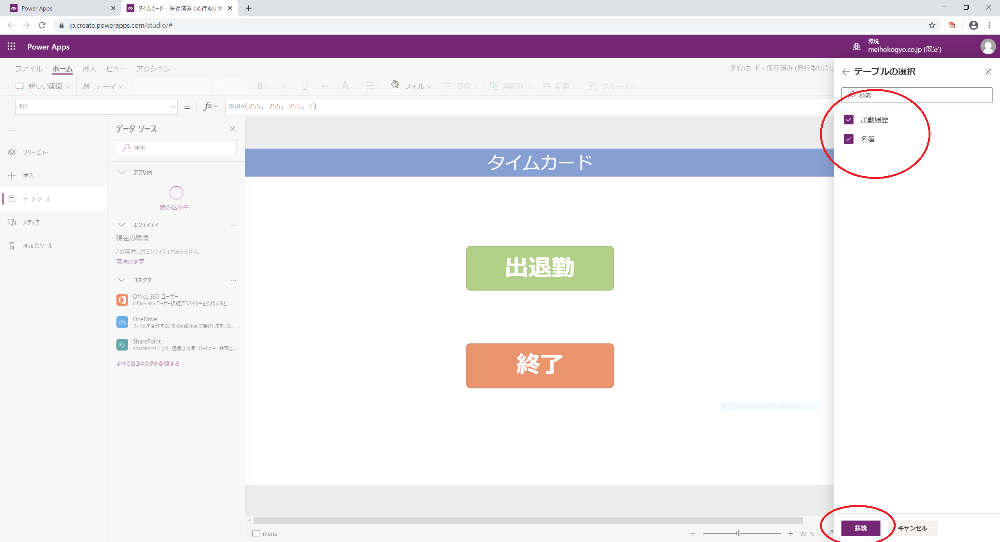 Power Apps
タイムカード - 保存済み (発行取り消
jp.create.powerapps.com/studio/#
Power Apps
環境
meihokogyo.co.jp (既定)
ファイル ホーム 挿入 ビュー アクション
タイムカード - 保存済み (発行取り消し
新しい画面
Aa テーマ
B / U abc A フィル 罫線 再配列 配置 グループ
Fill = fx RGBA(255, 255, 255, 1)
ツリー ビュー
挿入
データ ソース
メディア
高度なツール
データ ソース
検索
アプリ内
読み込み中...
エンティティ ...
現在の環境
この環境にはエンティティがありません。
環境の変更
コネクタ ...
Office 365 ユーザー
Office 365 ユーザー接続プロバイダーを使用すると、...
OneDrive
ファイルを管理するため OneDrive に接続します。O...
SharePoint
SharePoint により、組織は同僚、パートナー、顧客と...
すべてのコネクタを参照する
タイムカード
出退勤
終了
ウィンドウの領域切り取り(W)
menu
90 %
テーブルの選択
検索
出勤履歴
名簿
接続 キャンセル